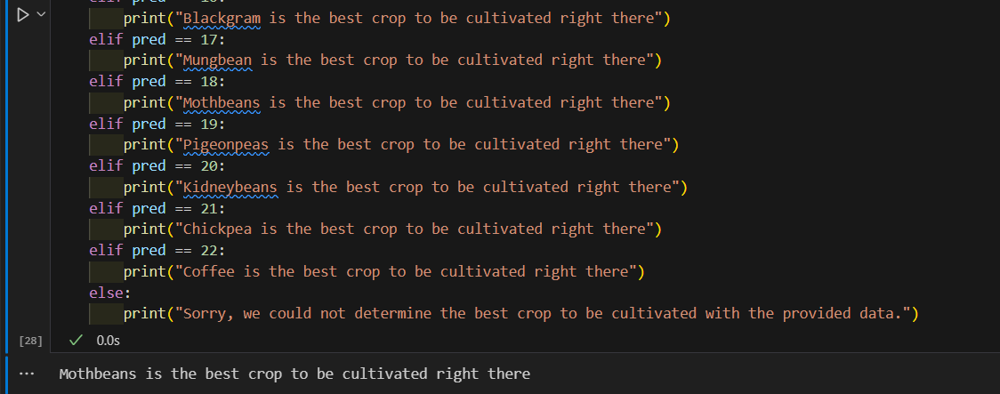 print("Blackgram is the best crop to be cultivated right there")
elif pred == 17:
print("Mungbean is the best crop to be cultivated right there")
elif pred == 18:
print("Mothbeans is the best crop to be cultivated right there")
elif pred == 19:
print("Pigeonpeas is the best crop to be cultivated right there")
elif pred == 20:
print("Kidneybeans is the best crop to be cultivated right there")
elif pred == 21:
print("Chickpea is the best crop to be cultivated right there")
elif pred == 22:
print("Coffee is the best crop to be cultivated right there")
else:
print("Sorry, we could not determine the best crop to be cultivated with the provided data.")
[28] ✓ 0.0s
··· Mothbeans is the best crop to be cultivated right there